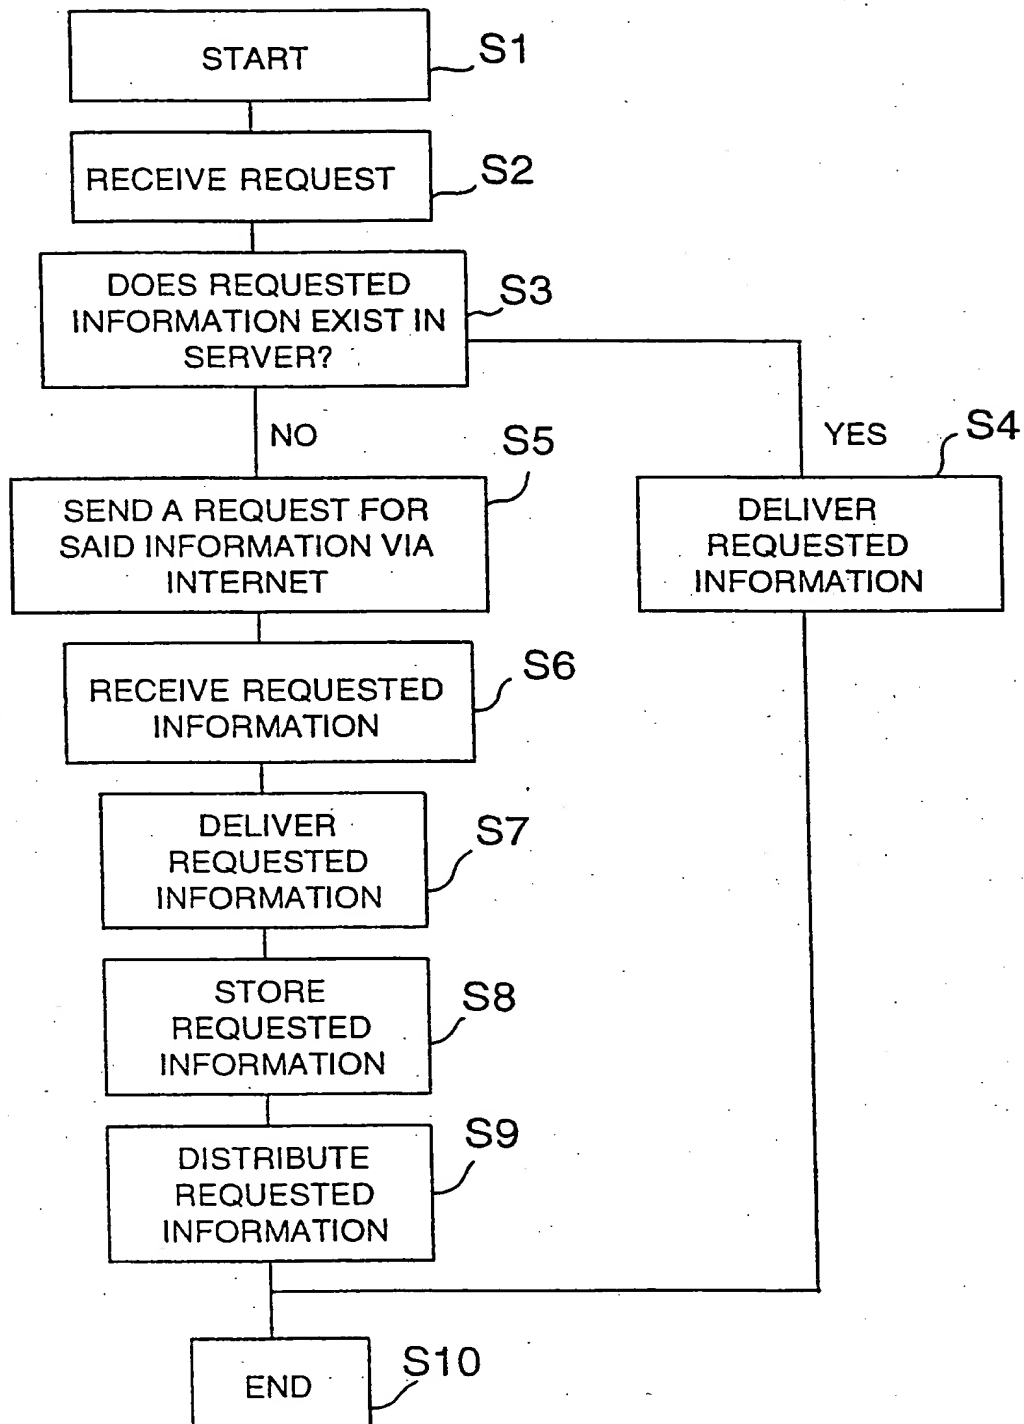 START
S1
RECEIVE REQUEST
S2
DOES REQUESTED
INFORMATION EXIST IN
SERVER?
S3
NO
YES
S4
S5
SEND A REQUEST FOR
SAID INFORMATION VIA
INTERNET
DELIVER
REQUESTED
INFORMATION
S6
RECEIVE REQUESTED
INFORMATION
S7
DELIVER
REQUESTED
INFORMATION
S8
STORE
REQUESTED
INFORMATION
S9
DISTRIBUTE
REQUESTED
INFORMATION
END
S10